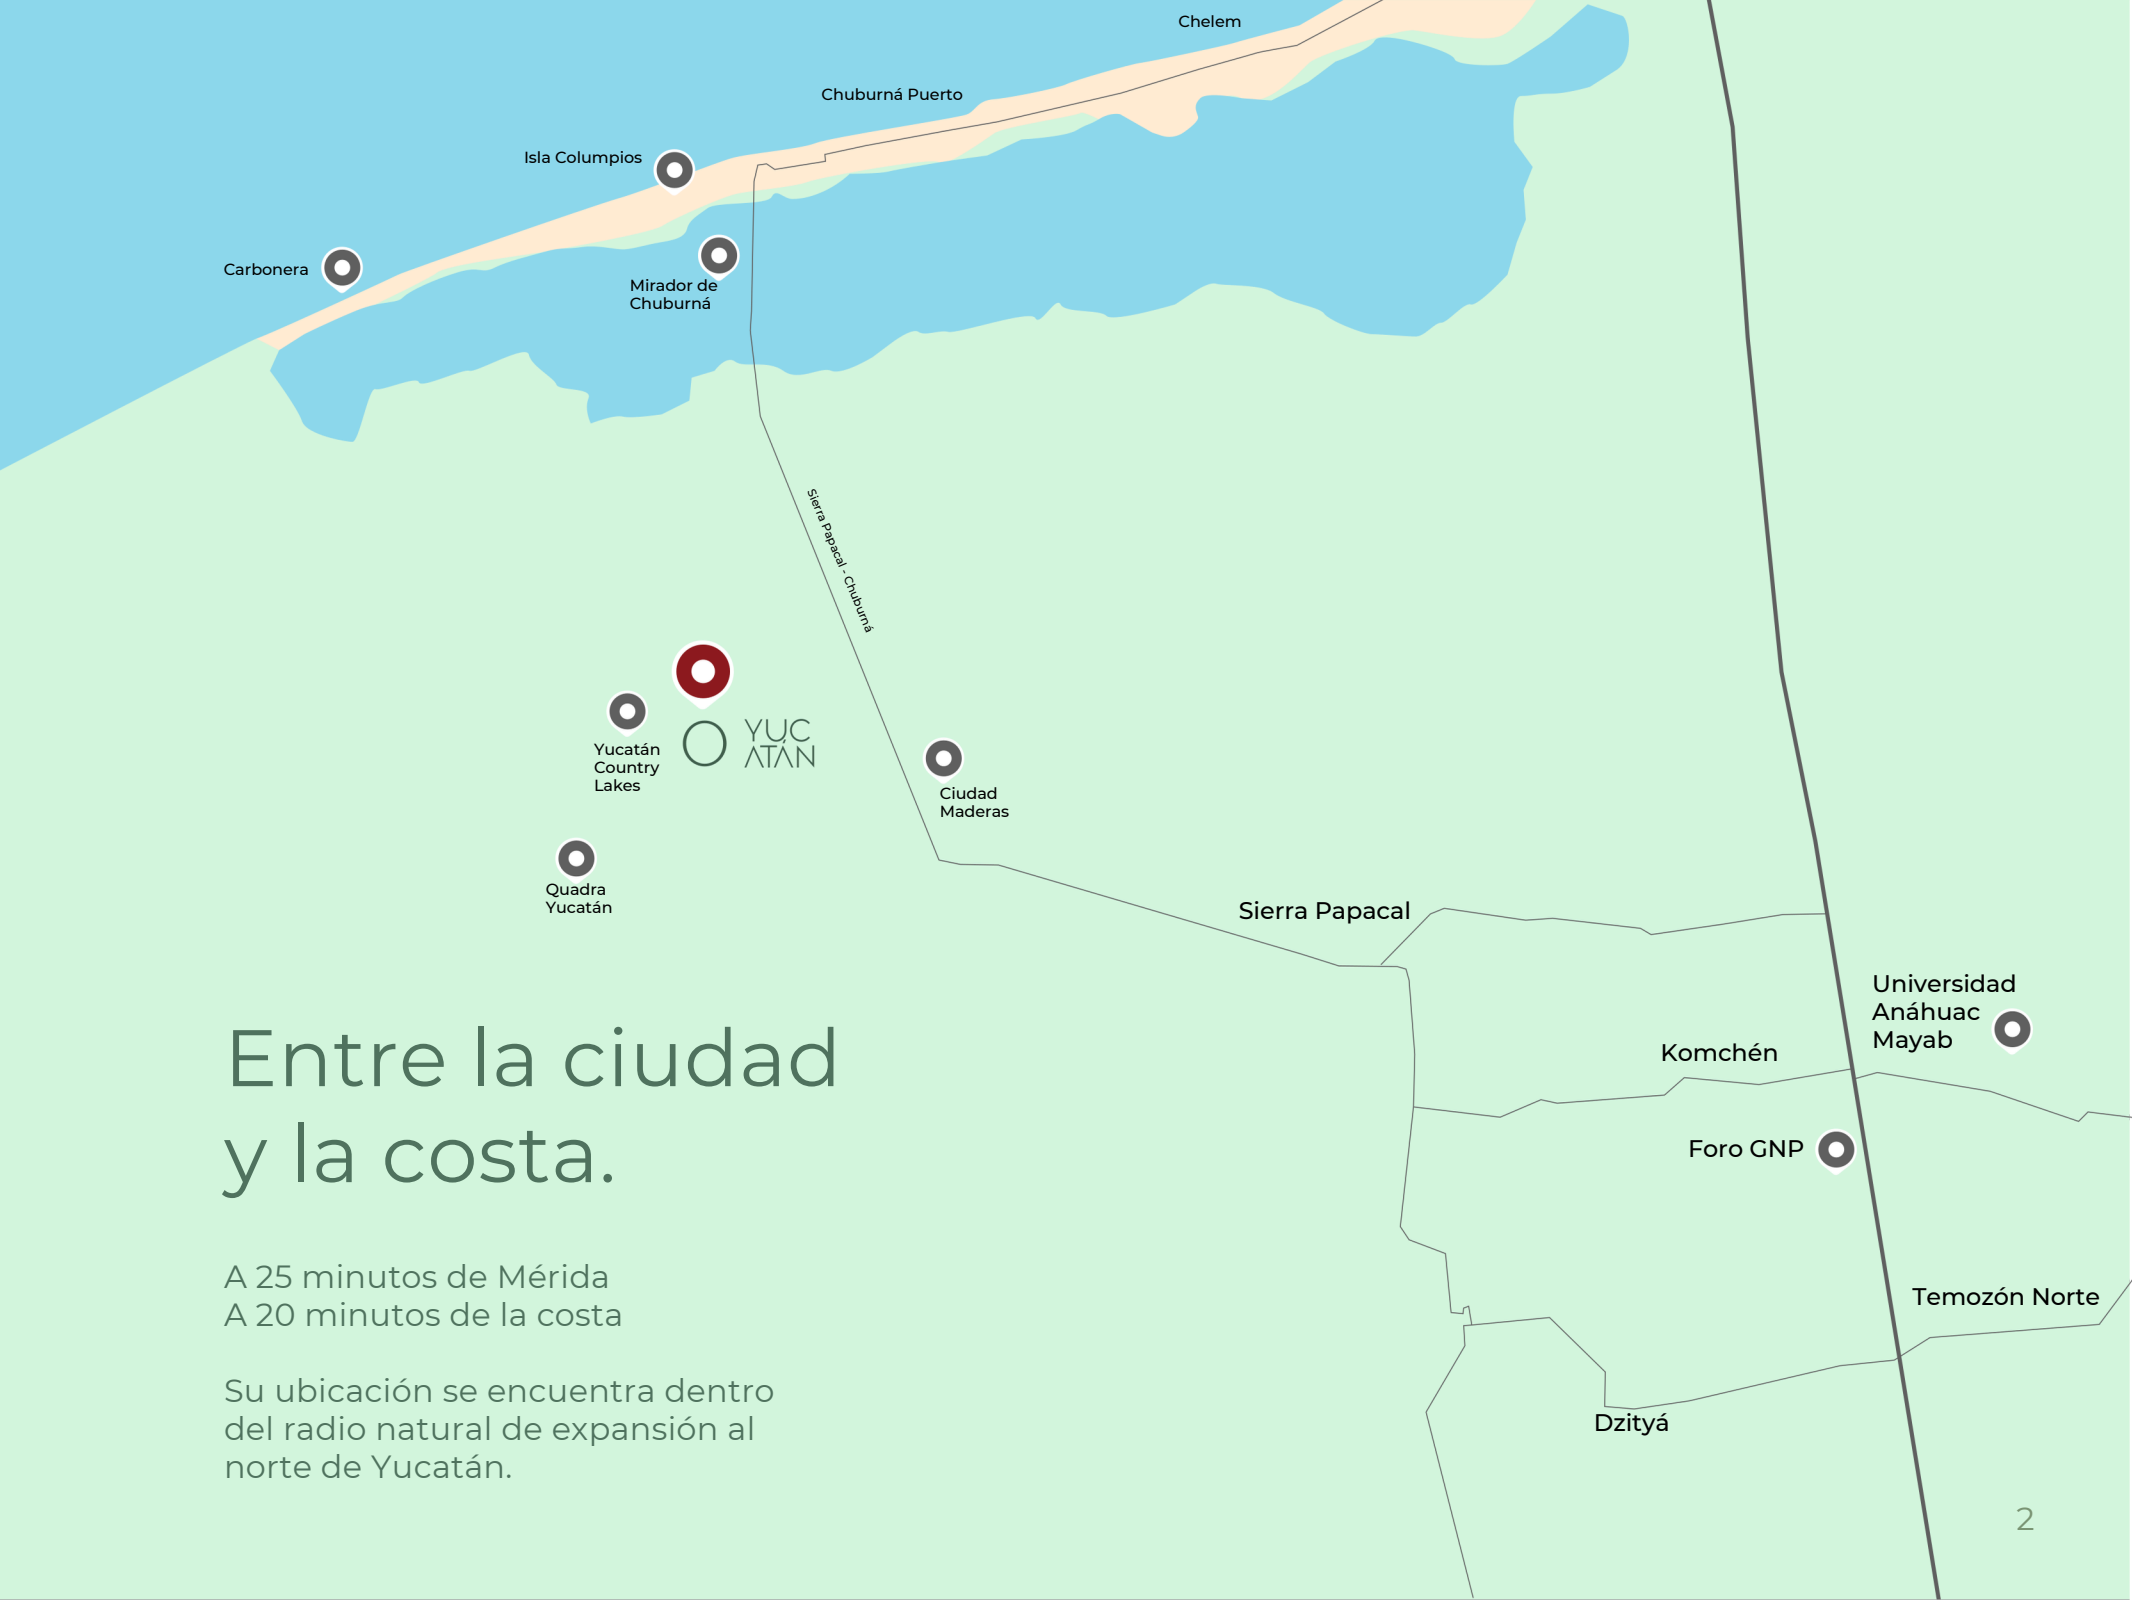 Chelem
Chuburná Puerto
Isla Columpios
Carbonera
Mirador de
Chuburná
Sierra Papacal - Chuburná
Yucatán
Country
Lakes
O
YUC
ATÁN
Ciudad
Maderas
Quadra
Yucatán
Sierra Papacal
Universidad
Anáhuac
Mayab
Komchén
Foro GNP
Temozón Norte
Dzityá
Entre la ciudad
y la costa.
A 25 minutos de Mérida
A 20 minutos de la costa
Su ubicación se encuentra dentro
del radio natural de expansión al
norte de Yucatán.
2